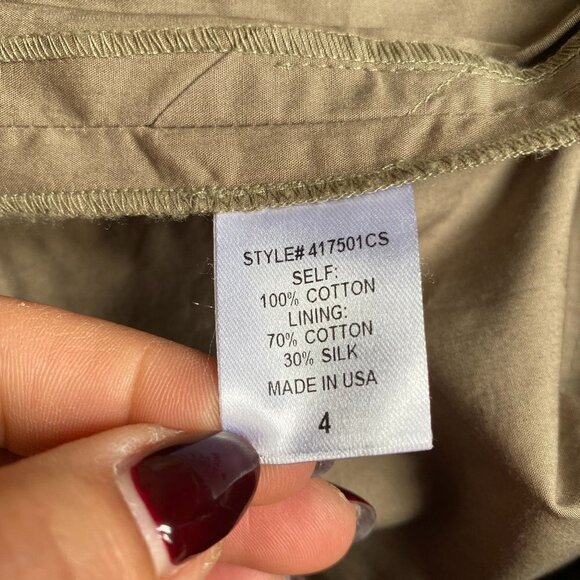 STYLE# 417501CS
SELF:
100% COTTON
LINING:
70% COTTON
30% SILK
MADE IN USA
4